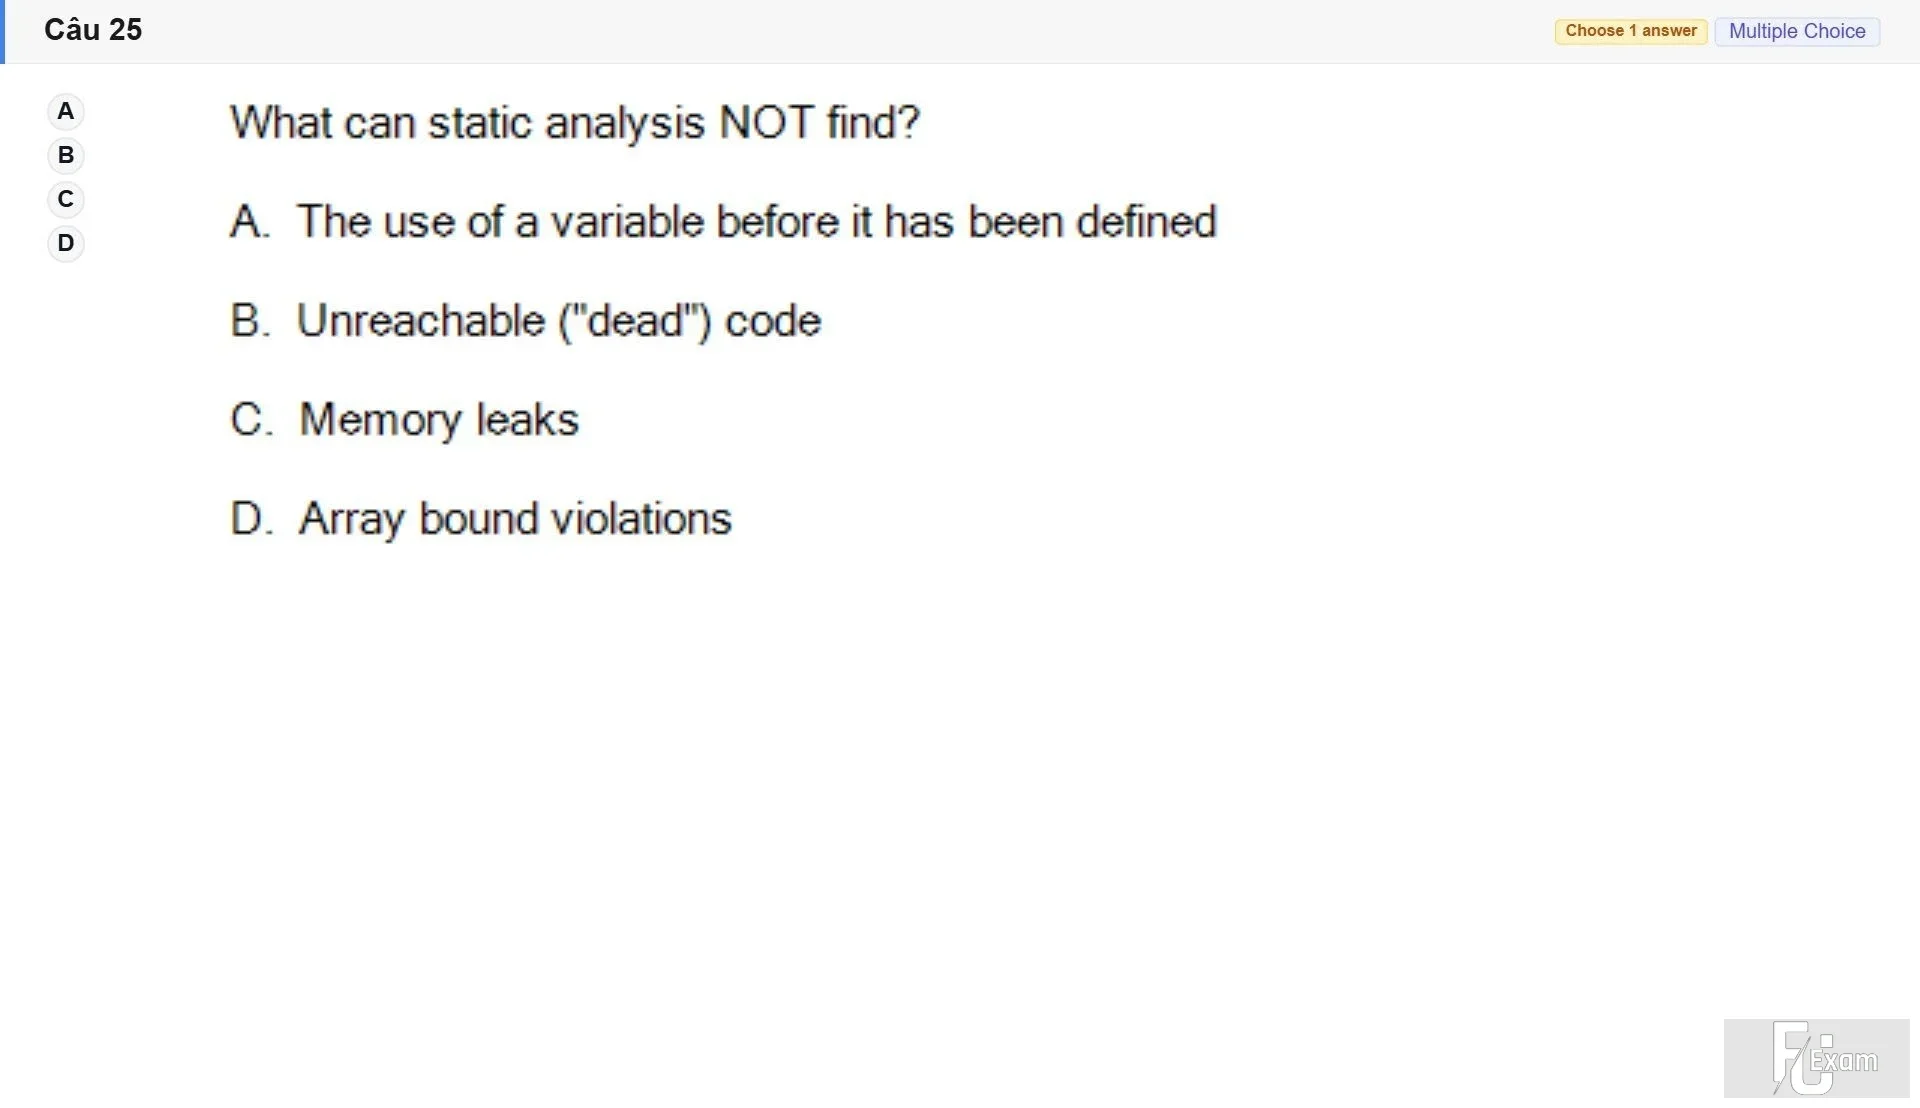 Câu 25
Choose 1 answer
Multiple Choice
A
B
C
D
What can static analysis NOT find?
A. The use of a variable before it has been defined
B. Unreachable ("dead") code
C. Memory leaks
D. Array bound violations
FU Exam